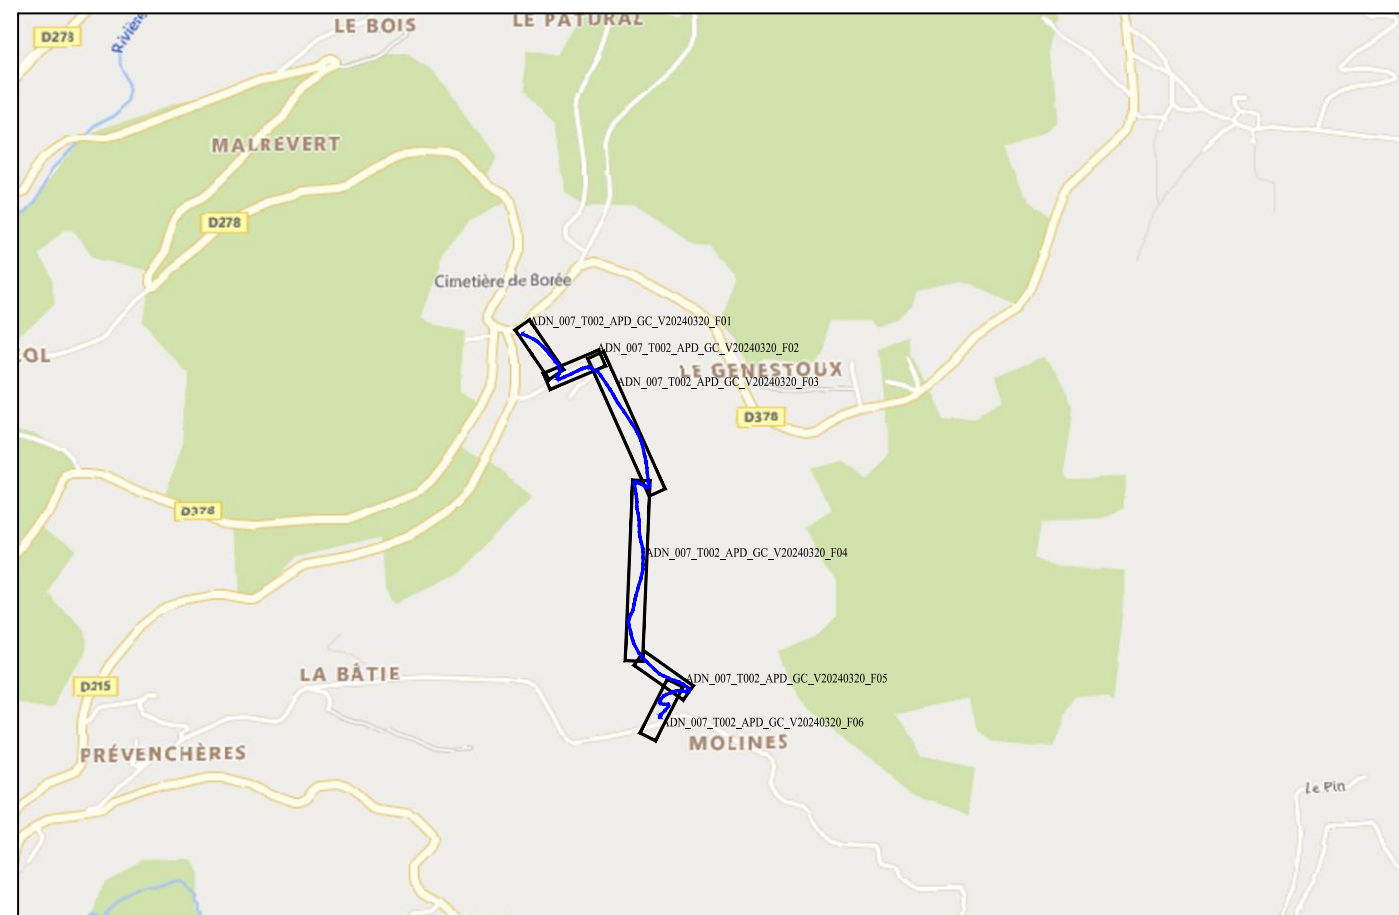 LE PATURAL
LE BOIS
D273
Rivière
MALREVERT
D278
Cimetière de Borée
ADN_007_T002_APD_GC_V20240320_F01
ADN_007_T002_APD_GC_V20240320_F02
COL
LE GENESTOUX
ADN_007_T002_APD_GC_V20240320_F03
D378
D378
ADN_007_T002_APD_GC_V20240320_F04
LA BÂTIE
ADN_007_T002_APD_GC_V20240320_F05
D215
ADN_007_T002_APD_GC_V20240320_F06
MOLINES
PRÉVENCHÈRES
Le Pin